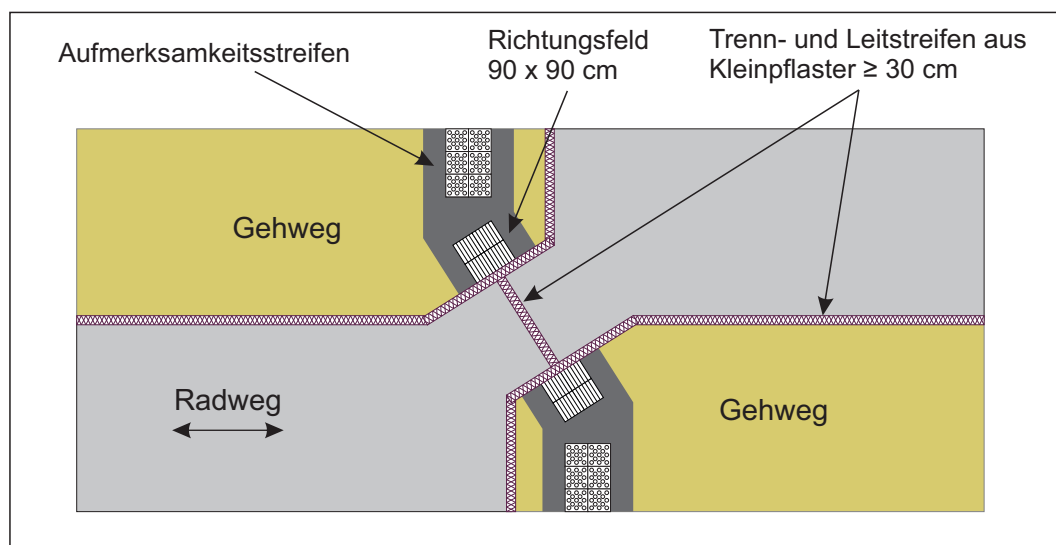 Aufmerksamkeitsstreifen
Richtungsfeld
90 x 90 cm
Trenn- und Leitstreifen aus
Kleinpflaster ≥ 30 cm
Gehweg
Radweg
Gehweg